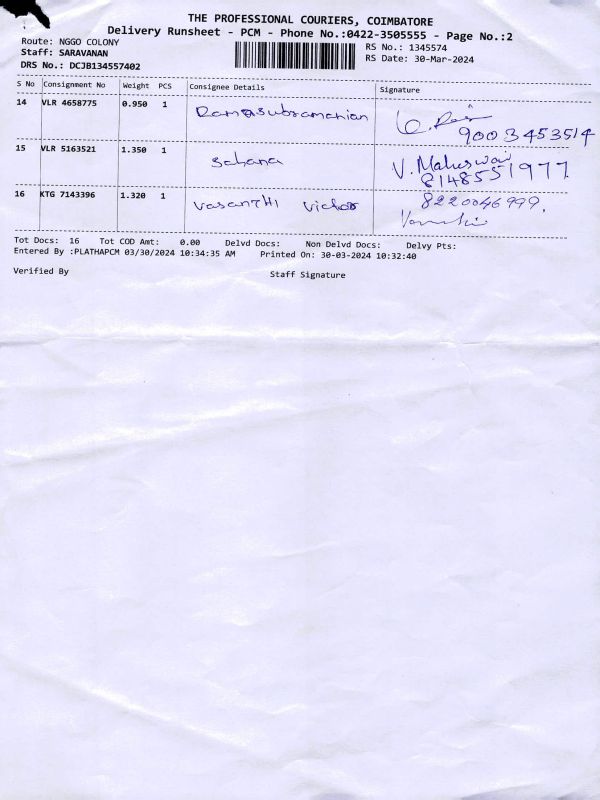 THE PROFESSIONAL COURIERS, COIMBATORE
Delivery Runsheet - PCM - Phone No.:0422-3505555 - Page No.:2
Route: NGGO COLONY
RS No.: 1345574
Staff: SARAVANAN
RS Date: 30-Mar-2024
DRS No.: DCJB134557402
S No Consignment No Weight PCS Consignee Details Signature
14 VLR 4658775 0.950 1 Ramasubramanian
9003453514
15 VLR 5163521 1.350 1 Sahana V. Maheswari
8148551977
16 KTG 7143396 1.320 1 VasanTHI Victor 8220046999.
Tot Docs: 16 Tot COD Amt: 0.00 Delvd Docs: Non Delvd Docs: Delvy Pts:
Entered By :PLATHAPCM 03/30/2024 10:34:35 AM Printed On: 30-03-2024 10:32:40
Verified By Staff Signature